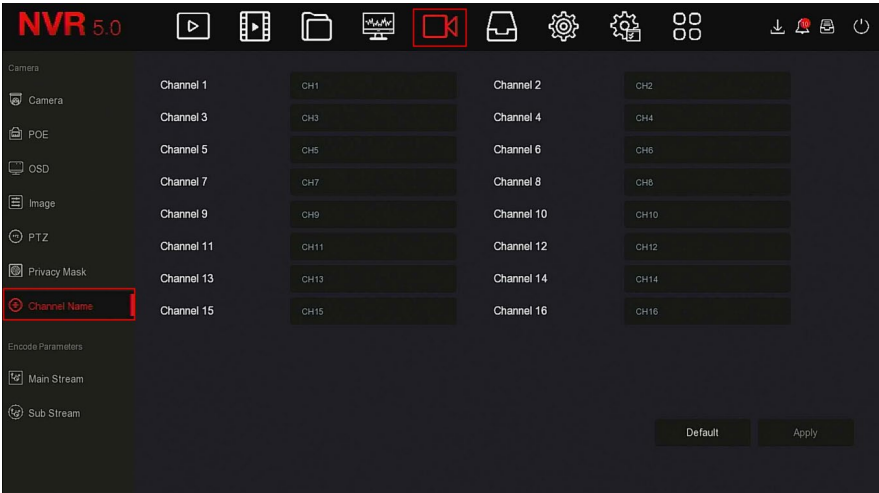 NVR 5.0
10
Camera
Camera
POE
OSD
Image
PTZ
Privacy Mask
Channel Name
Encode Parameters
Main Stream
Sub Stream
Channel 1 CH1 Channel 2 CH2
Channel 3 CH3 Channel 4 CH4
Channel 5 CH5 Channel 6 CH6
Channel 7 CH7 Channel 8 CH8
Channel 9 CH9 Channel 10 CH10
Channel 11 CH11 Channel 12 CH12
Channel 13 CH13 Channel 14 CH14
Channel 15 CH15 Channel 16 CH16
Default Apply